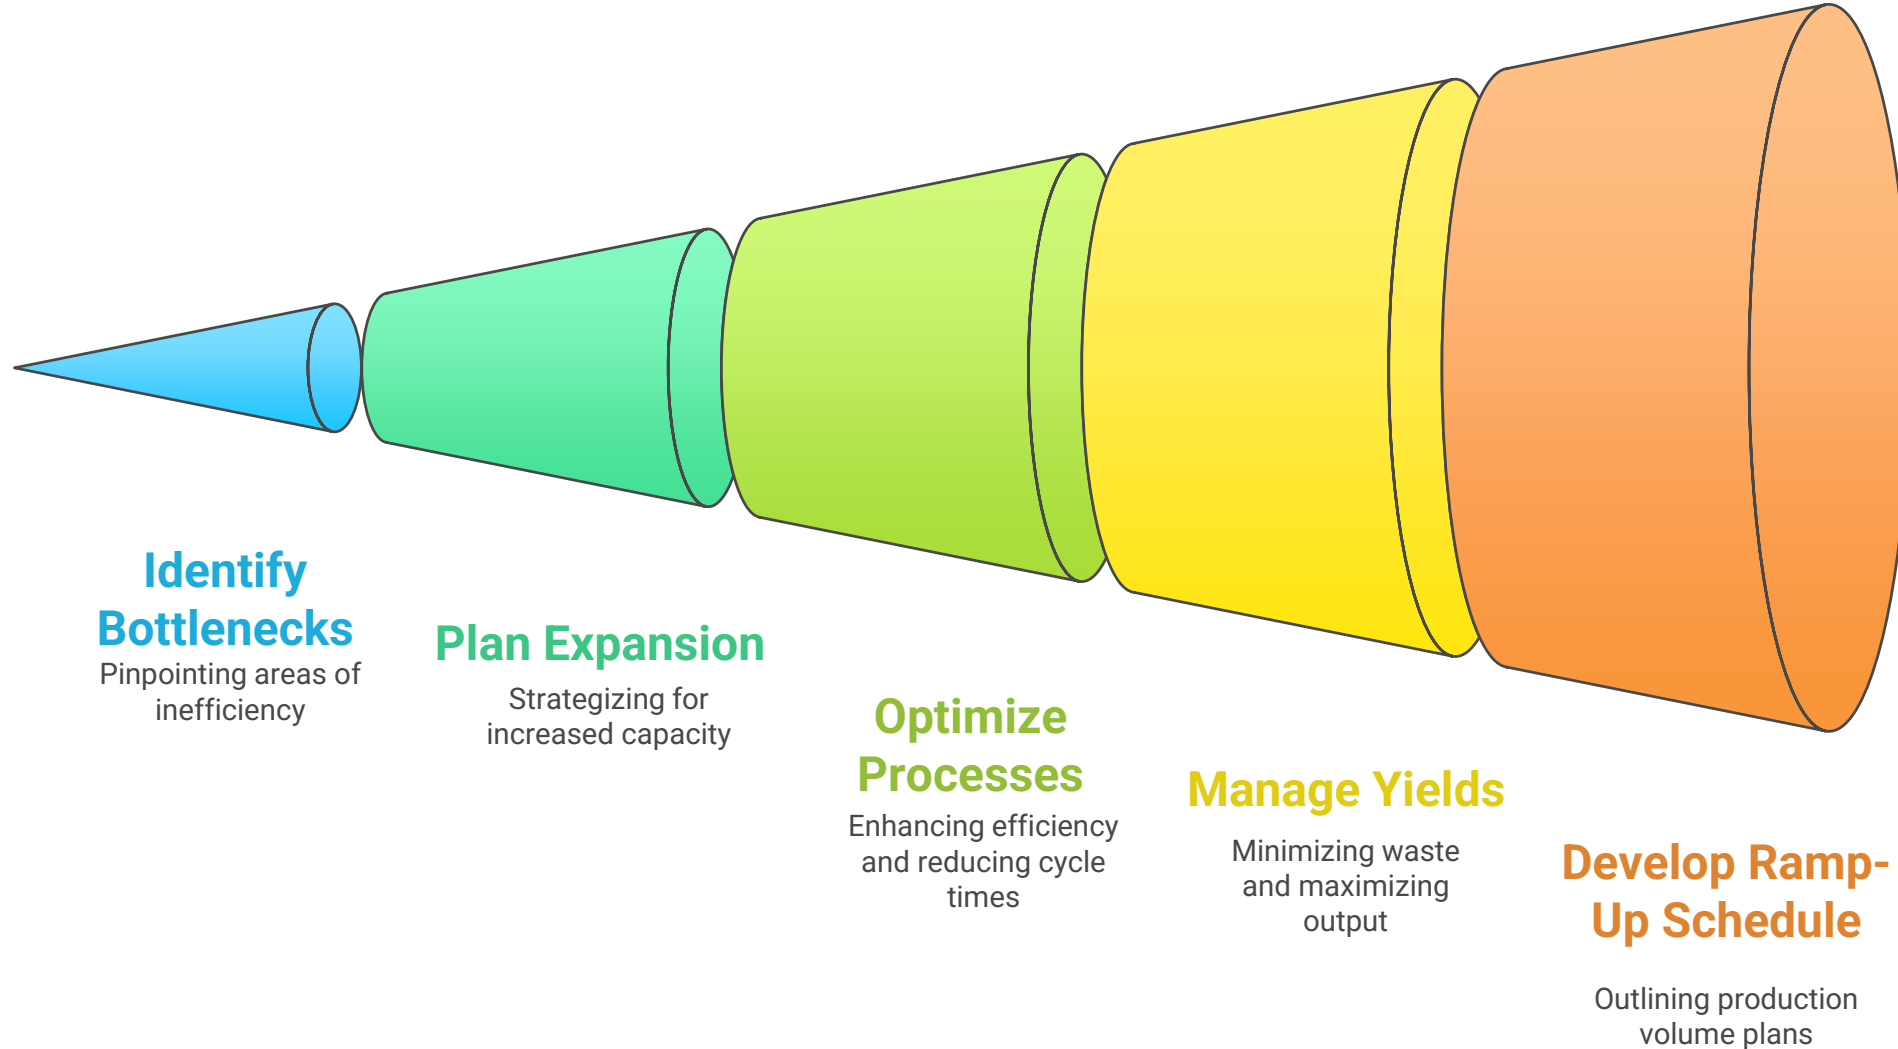 Identify
Bottlenecks
Pinpointing areas of
inefficiency
Plan Expansion
Strategizing for
increased capacity
Optimize
Processes
Enhancing efficiency
and reducing cycle
times
Manage Yields
Minimizing waste
and maximizing
output
Develop Ramp-
Up Schedule
Outlining production
volume plans